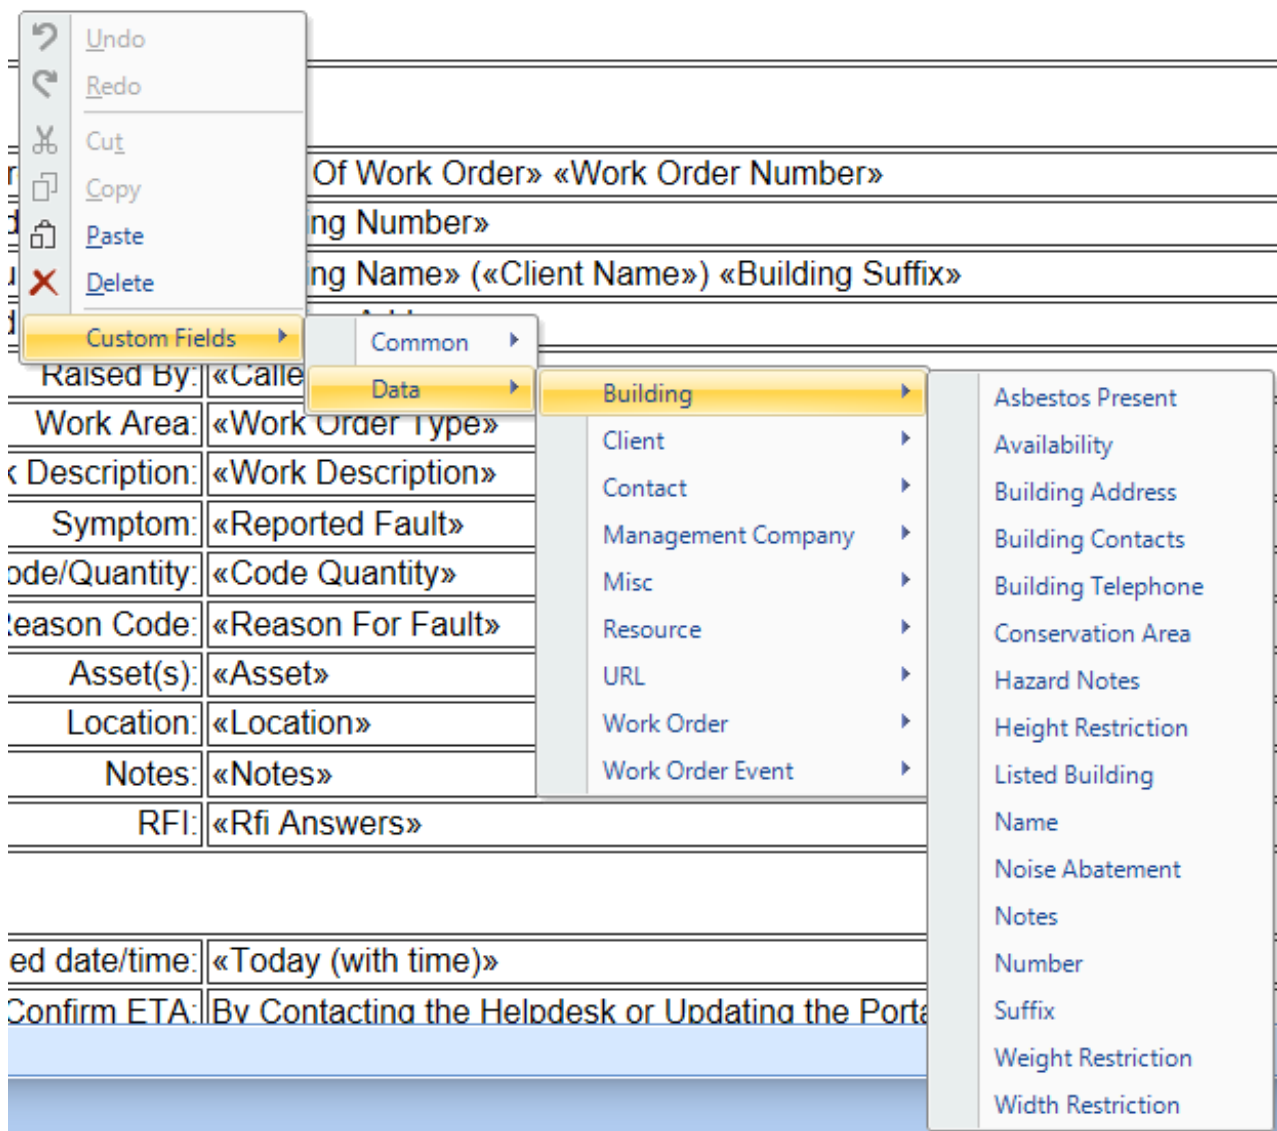 Undo
Redo
Cut
Copy
Paste
Delete
Custom Fields
Common
Data
Building
Client
Contact
Management Company
Misc
Resource
URL
Work Order
Work Order Event
Asbestos Present
Availability
Building Address
Building Contacts
Building Telephone
Conservation Area
Hazard Notes
Height Restriction
Listed Building
Name
Noise Abatement
Notes
Number
Suffix
Weight Restriction
Width Restriction
Of Work Order» «Work Order Number»
ing Number»
ing Name» («Client Name») «Building Suffix»
Raised By: «Calle
Work Area: «Work Order Type»
k Description: «Work Description»
Symptom: «Reported Fault»
ode/Quantity: «Code Quantity»
Reason Code: «Reason For Fault»
Asset(s): «Asset»
Location: «Location»
Notes: «Notes»
RFI: «Rfi Answers»
ed date/time: «Today (with time)»
Confirm ETA: By Contacting the Helpdesk or Updating the Porta